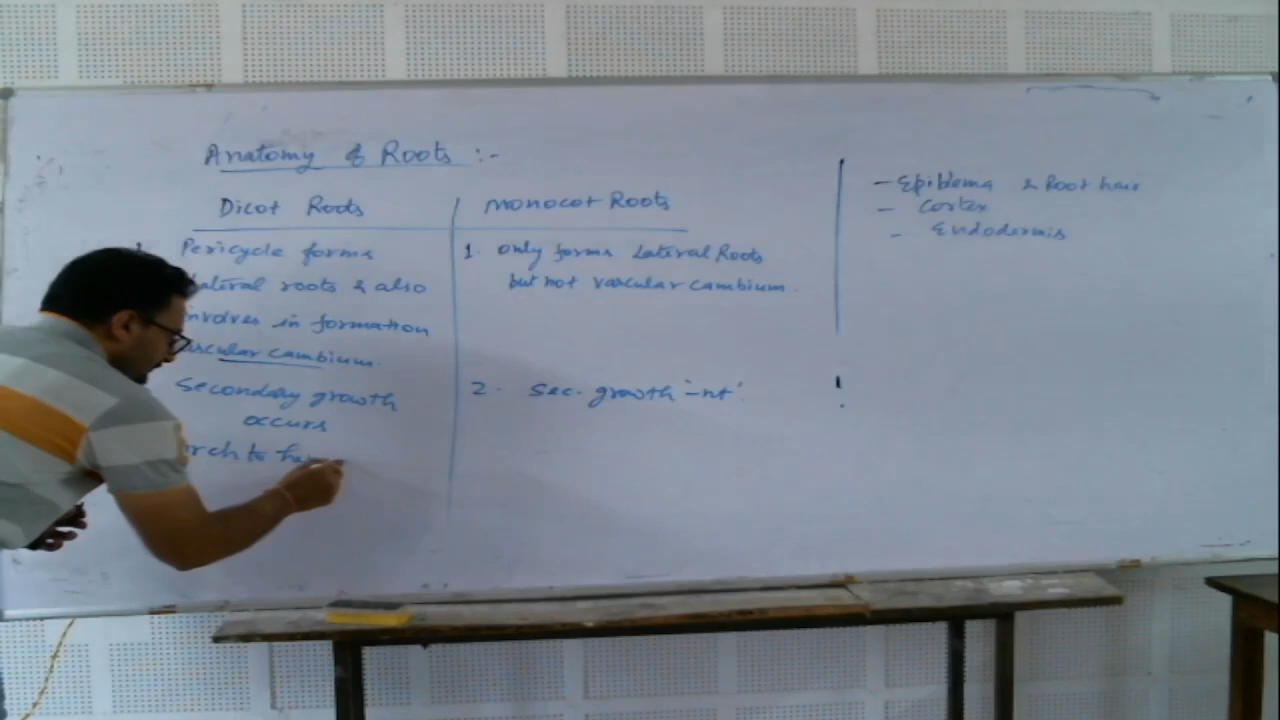 Anatomy of Roots :-
Dicot Roots
Pericycle forms
lateral roots & also
involves in formation
vascular cambium.
Secondary growth
occurs
arch to
monocot Roots
1. only forms Lateral Roots
but not vascular cambium.
2. Sec. growth '-nt'.
- Epiblema & Root hair
- Cortex
- Endodermis